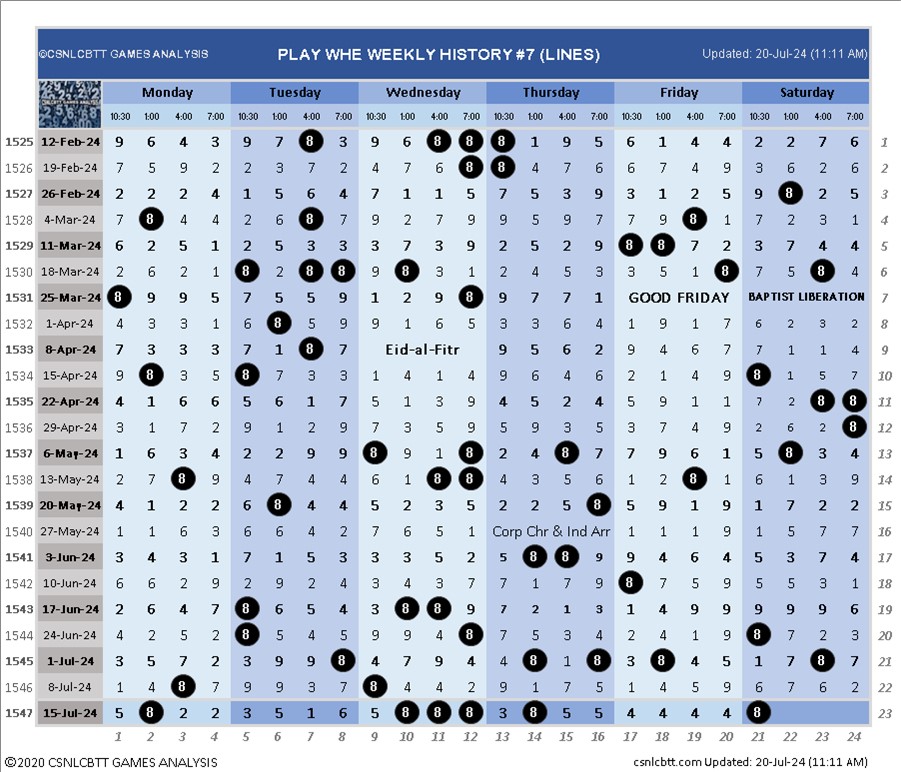 ©CSNLCBTT GAMES ANALYSIS PLAY WHE WEEKLY HISTORY #7 (LINES) Updated: 20-Jul-24 (11:11 AM)
Monday Tuesday Wednesday Thursday Friday Saturday
10:30 1:00 4:00 7:00 10:30 1:00 4:00 7:00 10:30 1:00 4:00 7:00 10:30 1:00 4:00 7:00 10:30 1:00 4:00 7:00 10:30 1:00 4:00 7:00
1525 12-Feb-24 9 6 4 3 9 7 8 3 9 6 8 8 8 1 9 5 6 1 4 4 2 2 7 6 1
1526 19-Feb-24 7 5 9 2 2 3 7 2 4 7 6 8 8 4 7 6 6 7 4 9 3 6 2 6 2
1527 26-Feb-24 2 2 2 4 1 5 6 4 7 1 1 5 7 5 3 9 3 1 2 5 9 8 2 5 3
1528 4-Mar-24 7 8 4 4 2 6 8 7 9 2 7 9 9 5 9 7 7 9 8 1 7 2 3 1 4
1529 11-Mar-24 6 2 5 1 2 5 3 3 3 7 3 9 2 5 2 9 8 8 7 2 3 7 4 4 5
1530 18-Mar-24 2 6 2 1 8 2 8 8 9 8 3 1 2 4 5 3 3 5 1 8 7 5 8 4 6
1531 25-Mar-24 8 9 9 5 7 5 5 9 1 2 9 8 9 7 7 1 GOOD FRIDAY BAPTIST LIBERATION 7
1532 1-Apr-24 4 3 3 1 6 8 5 9 9 1 6 5 3 3 6 4 1 9 1 7 6 2 3 2 8
1533 8-Apr-24 7 3 3 3 7 1 8 7 Eid-al-Fitr 9 5 6 2 9 4 6 7 7 1 1 4 9
1534 15-Apr-24 9 8 3 5 8 7 3 3 1 4 1 4 9 6 4 6 2 1 4 9 8 1 5 7 10
1535 22-Apr-24 4 1 6 6 5 6 1 7 5 1 3 9 4 5 2 4 5 9 1 1 7 2 8 8 11
1536 29-Apr-24 3 1 7 2 9 1 2 9 7 3 5 9 5 9 3 5 3 7 4 9 2 6 2 8 12
1537 6-May-24 1 6 3 4 2 2 9 9 8 9 1 8 2 4 8 7 7 9 6 1 5 8 3 4 13
1538 13-May-24 2 7 8 9 4 7 4 4 6 1 8 8 4 3 5 6 1 2 8 4 6 1 3 9 14
1539 20-May-24 4 1 2 2 6 8 4 4 5 2 3 5 2 2 5 8 5 9 1 9 1 7 2 2 15
1540 27-May-24 1 1 6 3 6 6 4 2 7 6 5 1 Corp Chr & Ind Arr 1 1 1 9 1 5 7 7 16
1541 3-Jun-24 3 4 3 1 7 1 5 3 3 3 5 2 5 8 8 9 9 4 6 4 5 3 7 4 17
1542 10-Jun-24 6 6 2 9 2 9 2 4 3 4 3 7 7 1 7 9 8 7 5 9 5 5 3 1 18
1543 17-Jun-24 2 6 4 7 8 6 5 4 3 8 8 9 7 2 1 3 1 4 9 9 9 9 9 6 19
1544 24-Jun-24 4 2 5 2 8 5 4 5 9 9 4 8 7 5 3 4 2 4 1 9 8 7 2 3 20
1545 1-Jul-24 3 5 7 2 3 9 9 8 4 7 9 4 4 8 1 8 3 8 4 5 1 7 8 7 21
1546 8-Jul-24 1 4 8 7 9 9 3 7 8 4 4 2 9 1 7 5 1 4 5 9 6 7 6 2 22
1547 15-Jul-24 5 8 2 2 3 5 1 6 5 8 8 8 3 8 5 5 4 4 4 4 8 23
1 2 3 4 5 6 7 8 9 10 11 12 13 14 15 16 17 18 19 20 21 22 23 24
©2020 CSNLCBTT GAMES ANALYSIS csnlcbtt.com Updated: 20-Jul-24 (11:11 AM)